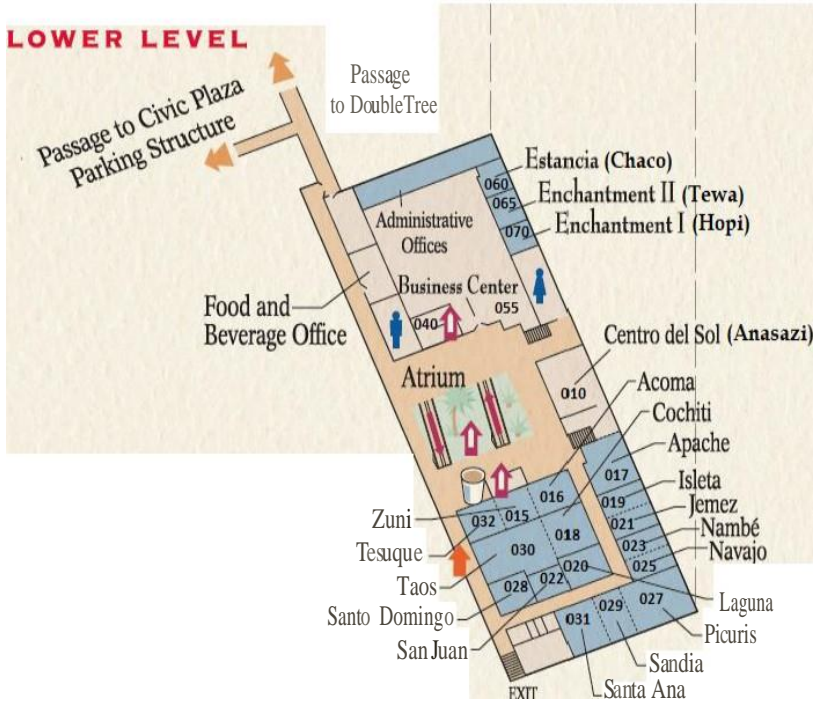 LOWER LEVEL
Passage
to DoubleTree
Passage to Civic Plaza
Parking Structure
Estancia (Chaco)
060
Enchantment II (Tewa)
065
Enchantment I (Hopi)
070
Administrative
Offices
Business Center
055
Food and
Beverage Office
040
Centro del Sol (Anasazi)
010
Atrium
Acoma
Cochiti
Apache
017
Isleta
016
019
Jemez
Zuni
015
032
021
Nambé
018
023
Navajo
Tesuque
030
025
020
Taos
022
028
Laguna
027
029
Santo Domingo
031
Picuris
San Juan
Sandia
Santa Ana
EXIT